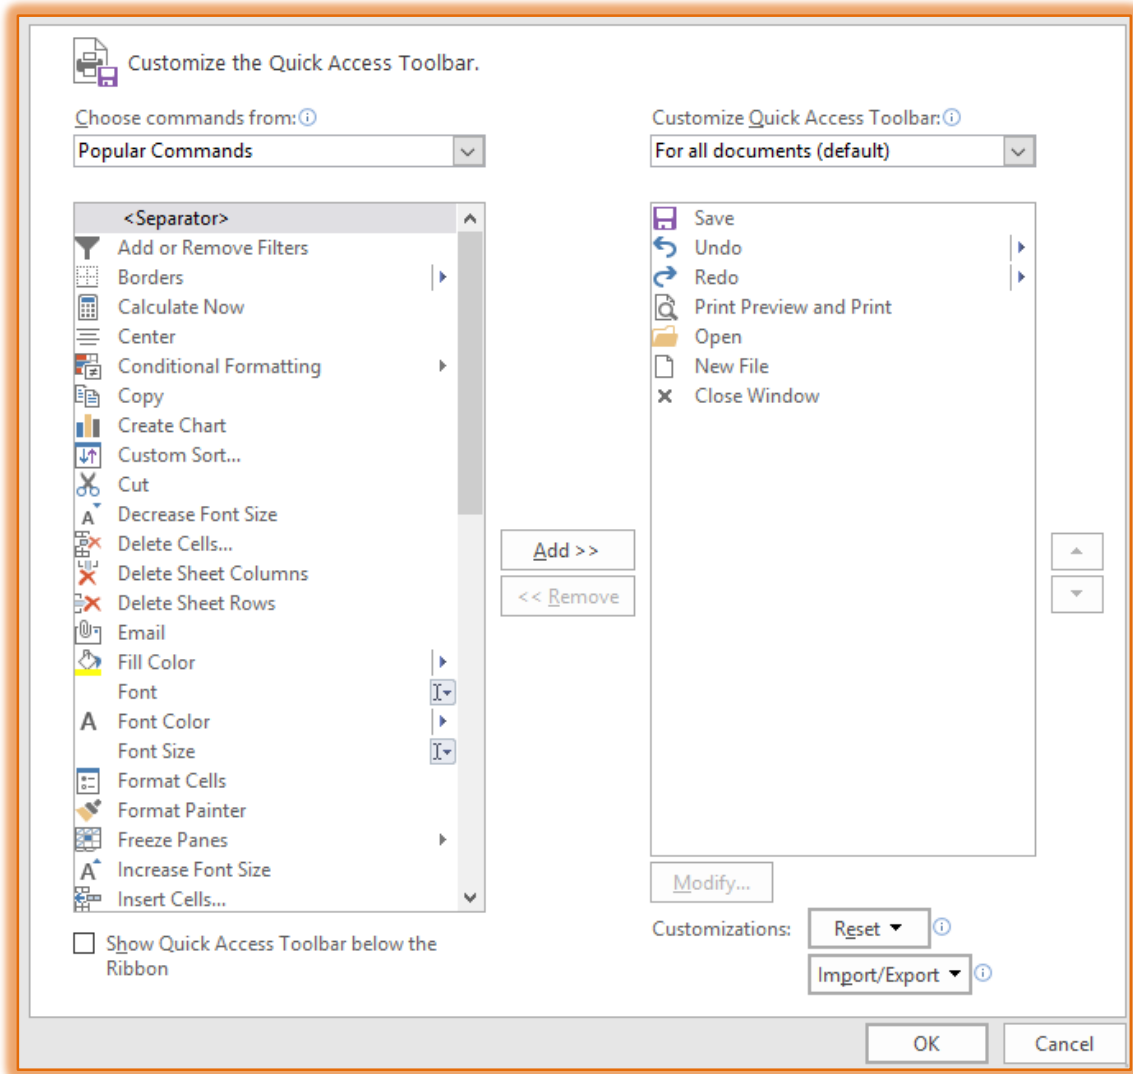 Customize the Quick Access Toolbar.
Choose commands from:
Popular Commands
<Separator>
Add or Remove Filters
Borders
Calculate Now
Center
Conditional Formatting
Copy
Create Chart
Custom Sort...
Cut
Decrease Font Size
Delete Cells...
Delete Sheet Columns
Delete Sheet Rows
Email
Fill Color
Font
Font Color
Font Size
Format Cells
Format Painter
Freeze Panes
Increase Font Size
Insert Cells...
Show Quick Access Toolbar below the
Ribbon
Add >>
<< Remove
Customize Quick Access Toolbar:
For all documents (default)
Save
Undo
Redo
Print Preview and Print
Open
New File
Close Window
Modify...
Customizations:
Reset
Import/Export
OK
Cancel